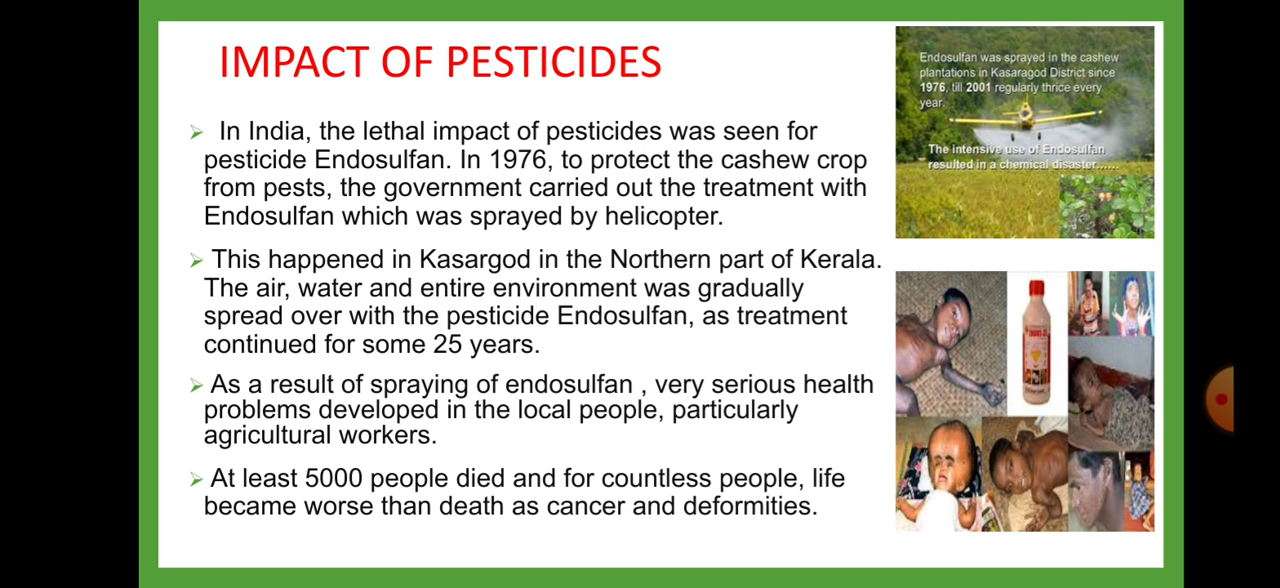 IMPACT OF PESTICIDES
➢ In India, the lethal impact of pesticides was seen for
pesticide Endosulfan. In 1976, to protect the cashew crop
from pests, the government carried out the treatment with
Endosulfan which was sprayed by helicopter.
➢ This happened in Kasargod in the Northern part of Kerala.
The air, water and entire environment was gradually
spread over with the pesticide Endosulfan, as treatment
continued for some 25 years.
➢ As a result of spraying of endosulfan , very serious health
problems developed in the local people, particularly
agricultural workers.
➢ At least 5000 people died and for countless people, life
became worse than death as cancer and deformities.
Endosulfan was sprayed in the cashew
plantations in Kasaragod District since
1976, till 2001 regularly thrice every
year.
The intensive use of Endosulfan
resulted in a chemical disaster......